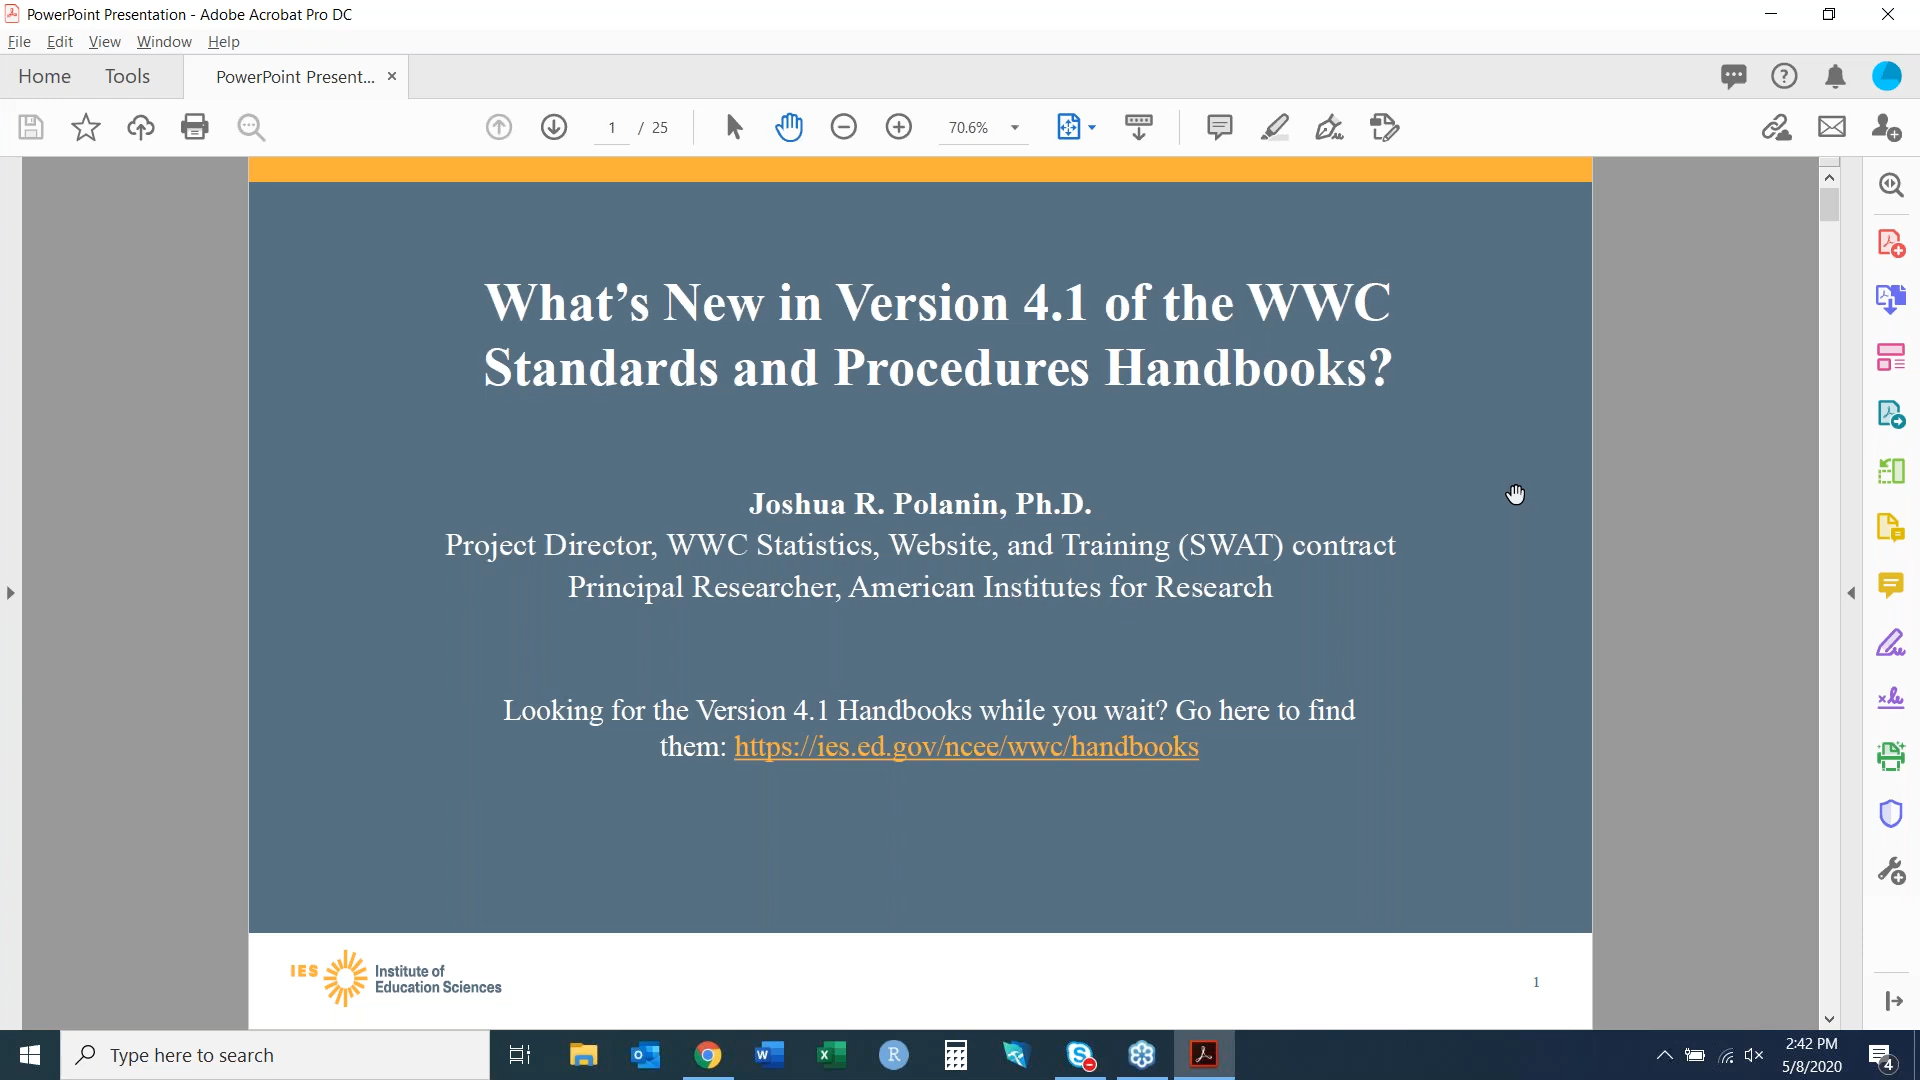 PowerPoint Presentation - Adobe Acrobat Pro DC
File Edit View Window Help
Home Tools PowerPoint Present... ×
1 / 25 70.6%
What's New in Version 4.1 of the WWC
Standards and Procedures Handbooks?
Joshua R. Polanin, Ph.D.
Project Director, WWC Statistics, Website, and Training (SWAT) contract
Principal Researcher, American Institutes for Research
Looking for the Version 4.1 Handbooks while you wait? Go here to find
them: https://ies.ed.gov/ncee/wwc/handbooks
IES
Institute of
Education Sciences
1
Type here to search
2:42 PM
5/8/2020
4